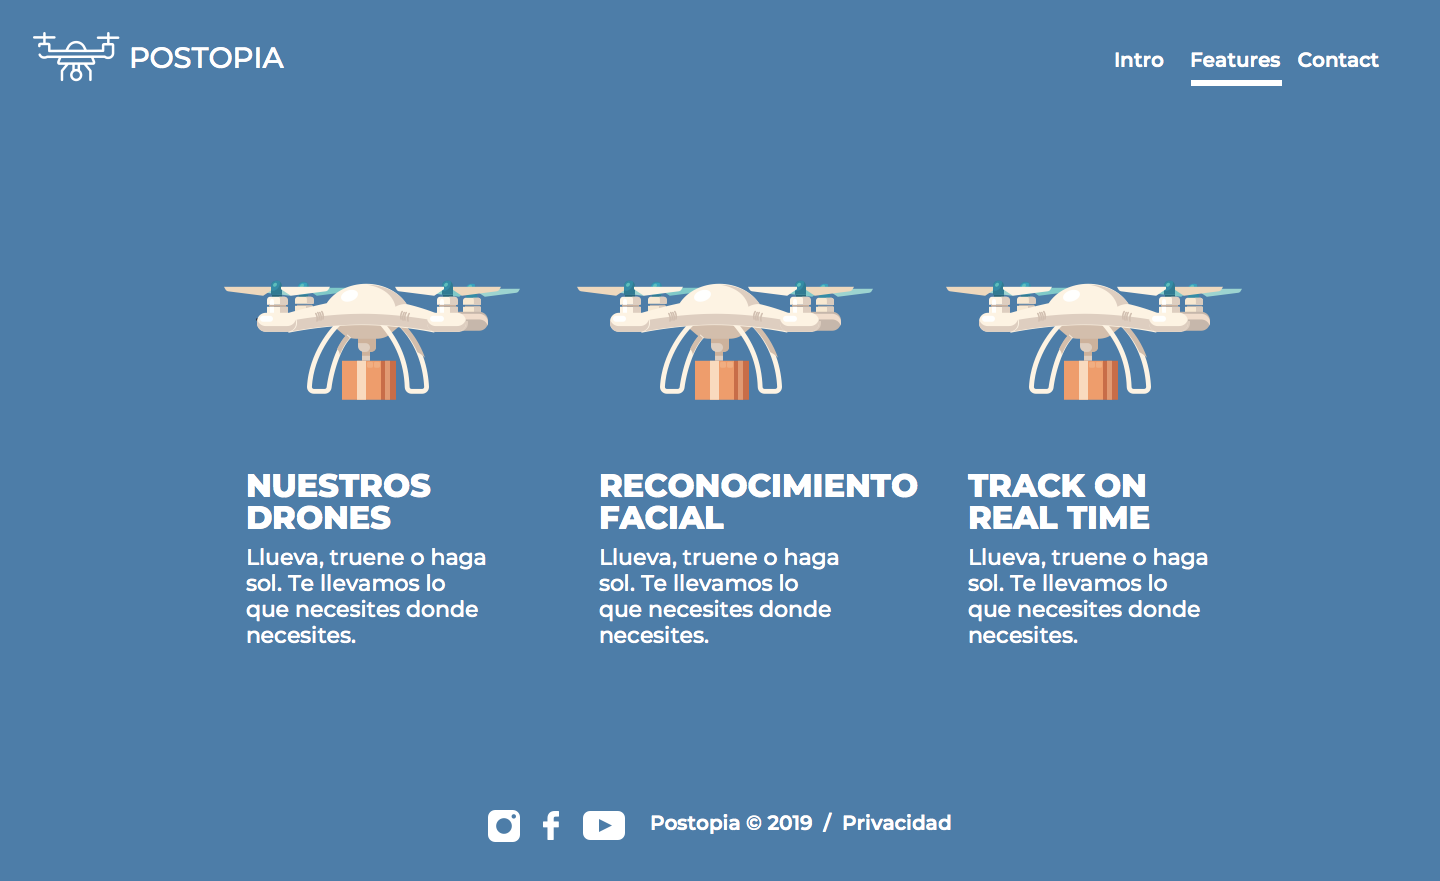 POSTOPIA
Intro Features Contact
NUESTROS
DRONES
Llueva, truene o haga
sol. Te llevamos lo
que necesites donde
necesites.
RECONOCIMIENTO
FACIAL
Llueva, truene o haga
sol. Te llevamos lo
que necesites donde
necesites.
TRACK ON
REAL TIME
Llueva, truene o haga
sol. Te llevamos lo
que necesites donde
necesites.
Postopia © 2019 / Privacidad